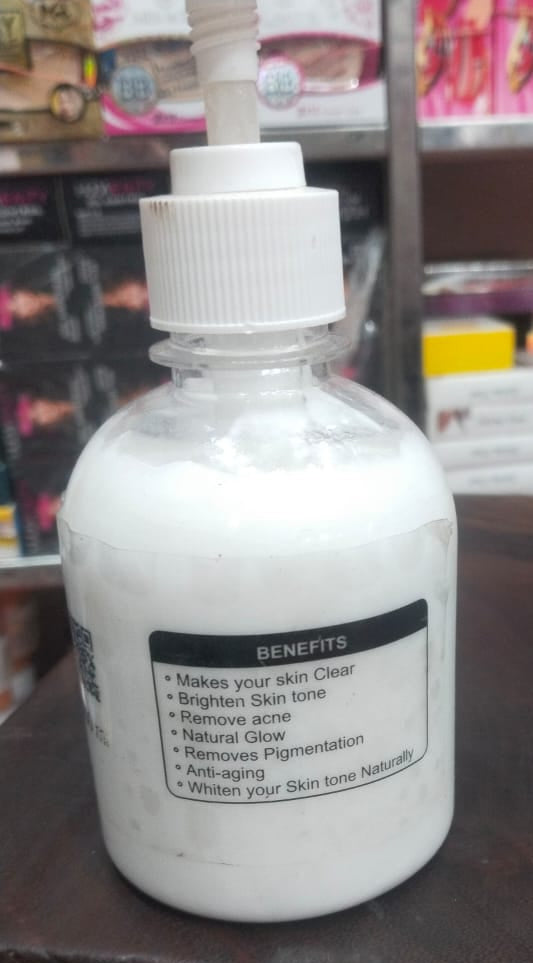 BENEFITS
° Makes your skin Clear
° Brighten Skin tone
° Remove acne
° Natural Glow
° Removes Pigmentation
° Anti-aging
° Whiten your Skin tone Naturally